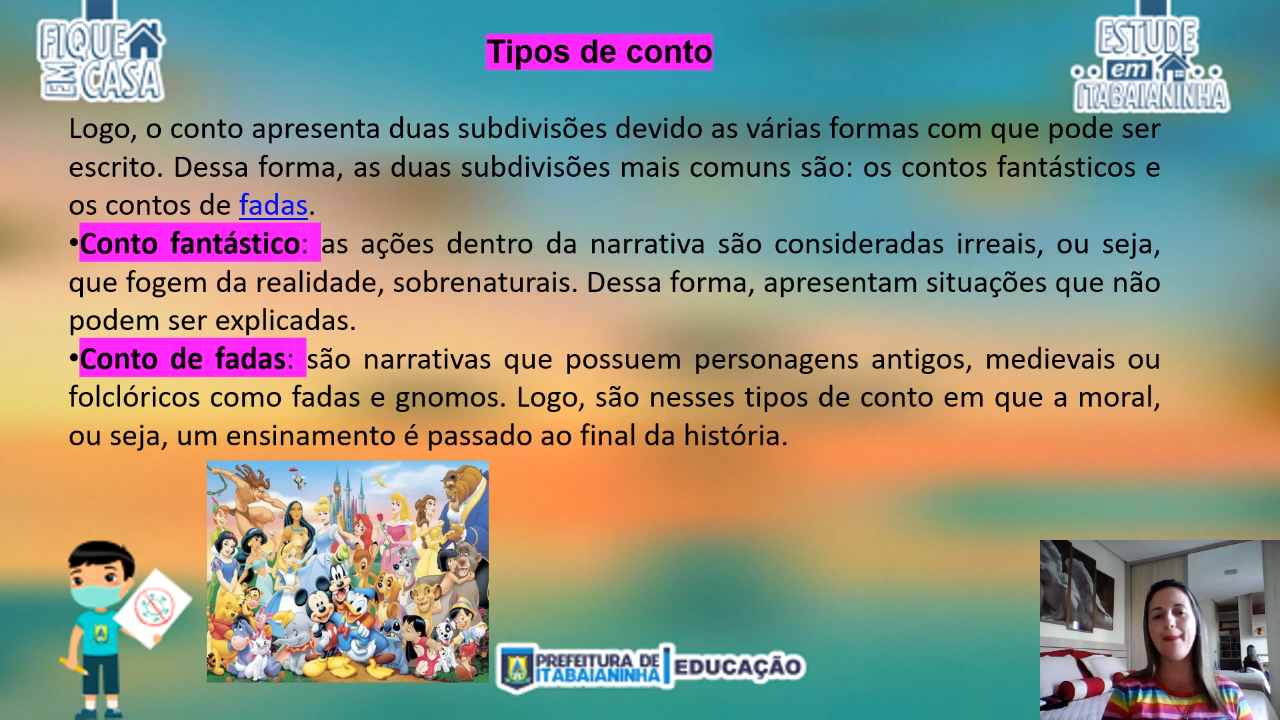 FIQUE
EM
CASA
Tipos de conto
ESTUDE
em
ITABAIANINHA
Logo, o conto apresenta duas subdivisões devido as várias formas com que pode ser
escrito. Dessa forma, as duas subdivisões mais comuns são: os contos fantásticos e
os contos de fadas.
•Conto fantástico: as ações dentro da narrativa são consideradas irreais, ou seja,
que fogem da realidade, sobrenaturais. Dessa forma, apresentam situações que não
podem ser explicadas.
•Conto de fadas: são narrativas que possuem personagens antigos, medievais ou
folclóricos como fadas e gnomos. Logo, são nesses tipos de conto em que a moral,
ou seja, um ensinamento é passado ao final da história.
PREFEITURA DE
ITABAIANINHA
EDUCAÇÃO